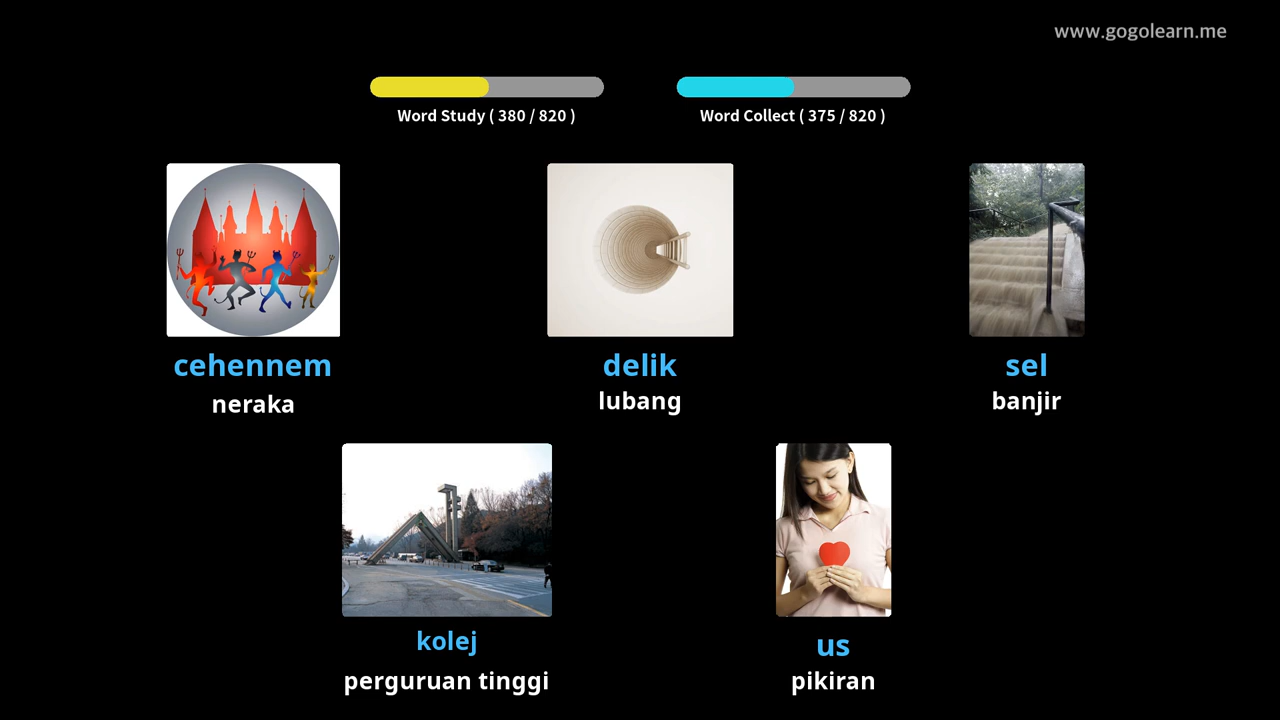 www.gogolearn.me
Word Study ( 380 / 820 )
Word Collect ( 375 / 820 )
cehennem
neraka
delik
lubang
sel
banjir
kolej
perguruan tinggi
us
pikiran